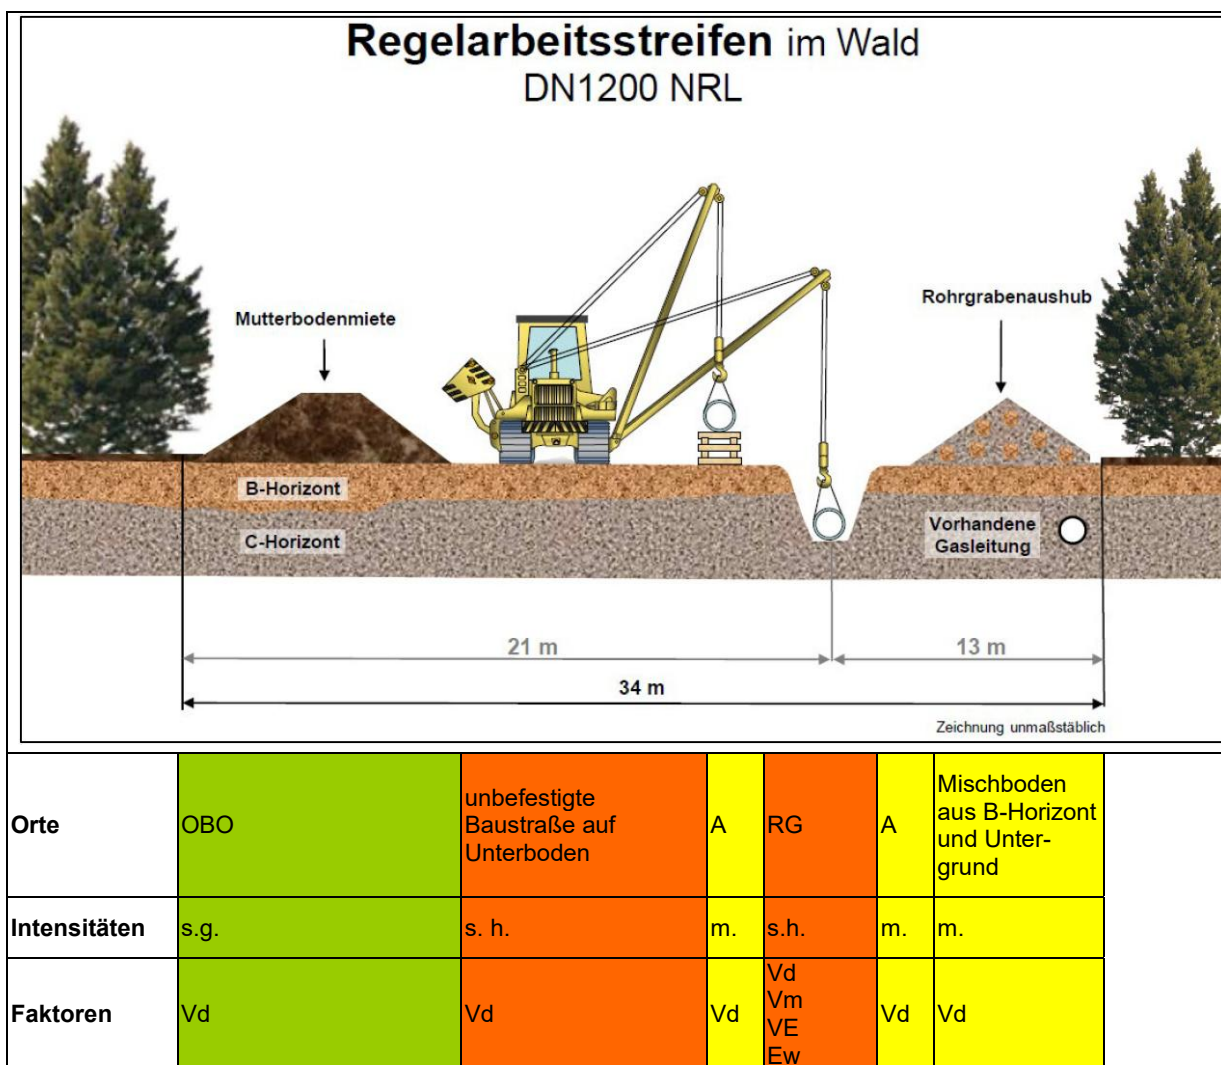 Regelarbeitsstreifen im Wald
DN1200 NRL
Mutterbodenmiete
Rohrgrabenaushub
B-Horizont
C-Horizont
Vorhandene
Gasleitung
21 m
13 m
34 m
Zeichnung unmaßstäblich
Orte
OBO
unbefestigte
Baustraße auf
Unterboden
A
RG
A
Mischboden
aus B-Horizont
und Unter-
grund
Intensitäten
s.g.
s. h.
m.
s.h.
m.
m.
Faktoren
Vd
Vd
Vd
Vd
Vm
VE
Ew
Vd
Vd